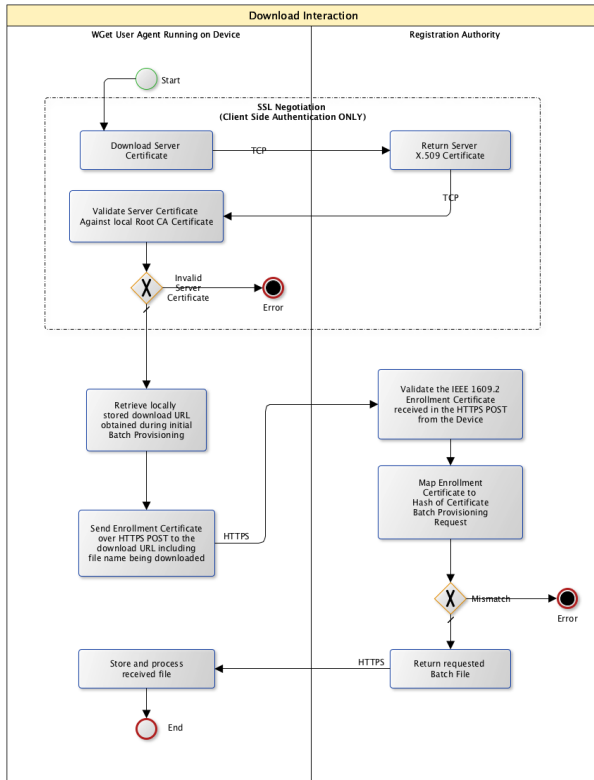 Download Interaction
WGet User Agent Running on Device
Registration Authority
Start
SSL Negotiation
(Client Side Authentication ONLY)
Download Server
Certificate
TCP
Return Server
X.509 Certificate
TCP
Validate Server Certificate
Against local Root CA Certificate
X
Invalid
Server
Certificate
Error
Retrieve locally
stored download URL
obtained during initial
Batch Provisioning
Validate the IEEE 1609.2
Enrollment Certificate
received in the HTTPS POST
from the Device
Map Enrollment
Certificate to
Hash of Certificate
Batch Provisioning
Request
Send Enrollment Certificate
over HTTPS POST to the
download URL including
file name being downloaded
HTTPS
X
Mismatch
Error
Store and process
received file
HTTPS
Return requested
Batch File
End